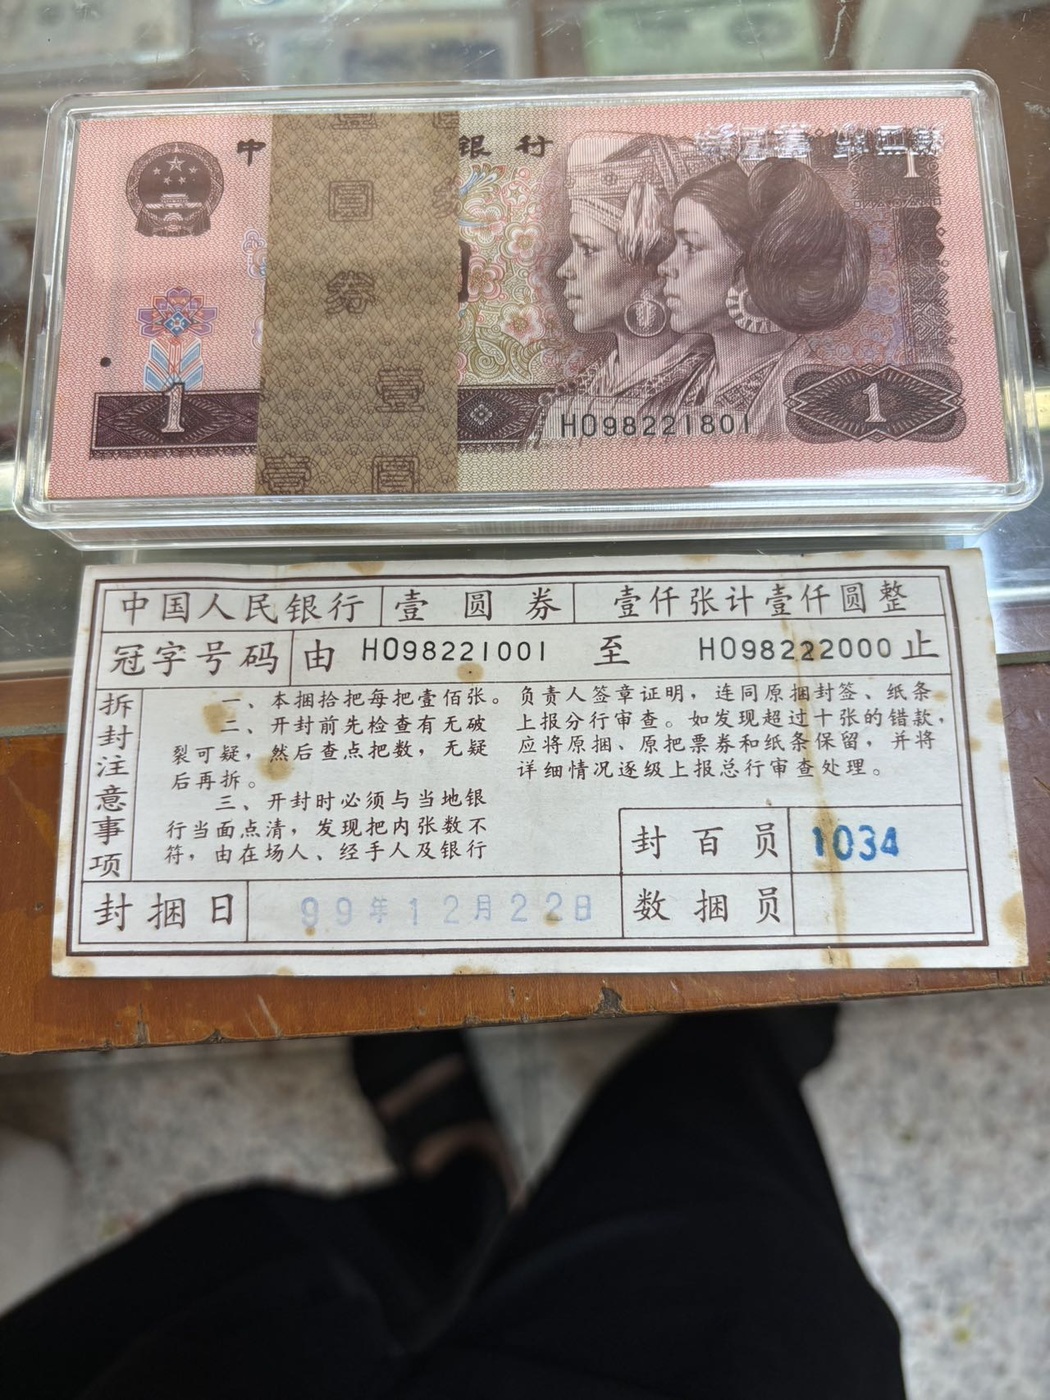 中 银行
圆
券
壹
壹 圆
1
1
1
HO98221801
中国人民银行 壹圆券 壹仟张计壹仟圆整
冠字号码 由 HO98221001 至 HO98222000 止
拆封注意事项
一、本捆拾把每把壹佰张。
二、开封前先检查有无破
裂可疑，然后查点把数，无疑
后再拆。
三、开封时必须与当地银
行当面点清，发现把内张数不
符，由在场人、经手人及银行
负责人签章证明，连同原捆封签、纸条
上报分行审查。如发现超过十张的错款，
应将原捆、原把票券和纸条保留，并将
详细情况逐级上报总行审查处理。
封百员 1034
封捆日 99年12月22日 数捆员